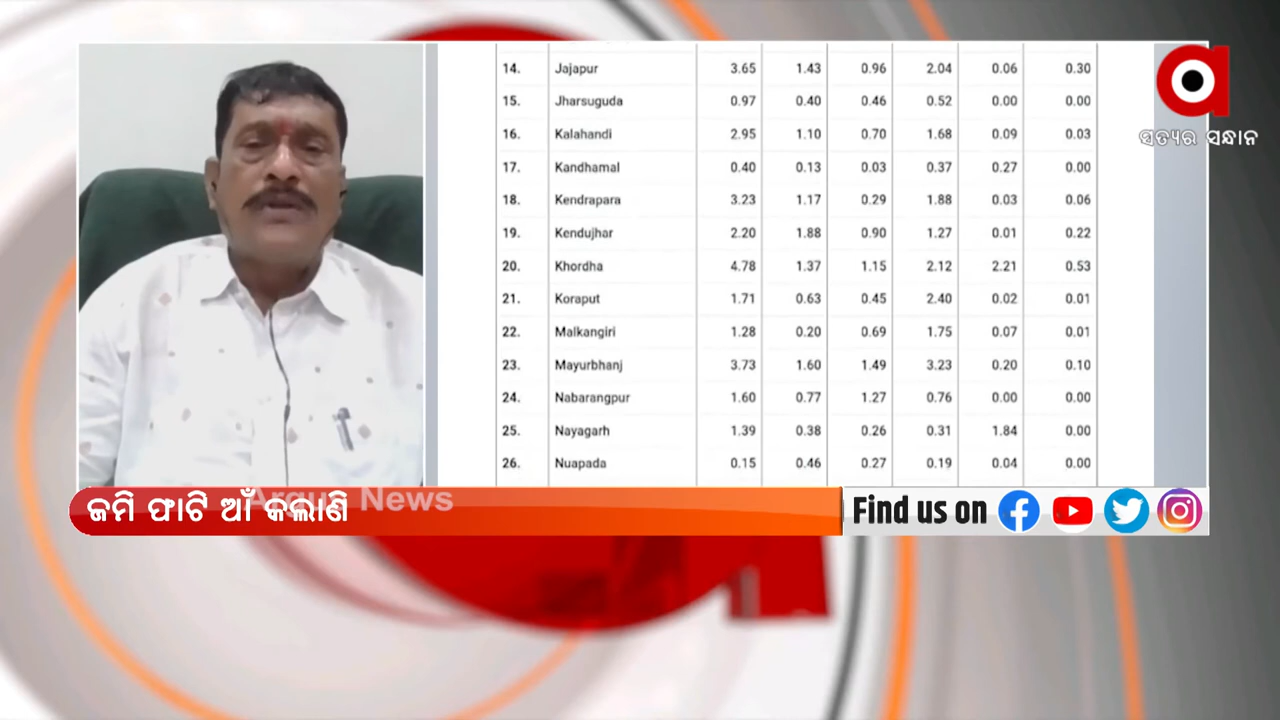 14. Jajapur 3.65 1.43 0.96 2.04 0.06 0.30
15. Jharsuguda 0.97 0.40 0.46 0.52 0.00 0.00
16. Kalahandi 2.95 1.10 0.70 1.68 0.09 0.03
17. Kandhamal 0.40 0.13 0.03 0.37 0.27 0.00
18. Kendrapara 3.23 1.17 0.29 1.88 0.03 0.06
19. Kendujhar 2.20 1.88 0.90 1.27 0.01 0.22
20. Khordha 4.78 1.37 1.15 2.12 2.21 0.53
21. Koraput 1.71 0.63 0.45 2.40 0.02 0.01
22. Malkangiri 1.28 0.20 0.69 1.75 0.07 0.01
23. Mayurbhanj 3.73 1.60 1.49 3.23 0.20 0.10
24. Nabarangpur 1.60 0.77 1.27 0.76 0.00 0.00
25. Nayagarh 1.39 0.38 0.26 0.31 1.84 0.00
26. Nuapada 0.15 0.46 0.27 0.19 0.04 0.00
ସତ୍ୟର ସନ୍ଧାନ
Argus News
ଜମି ଫାଟି ଆଁ କଲାଣି
Find us on